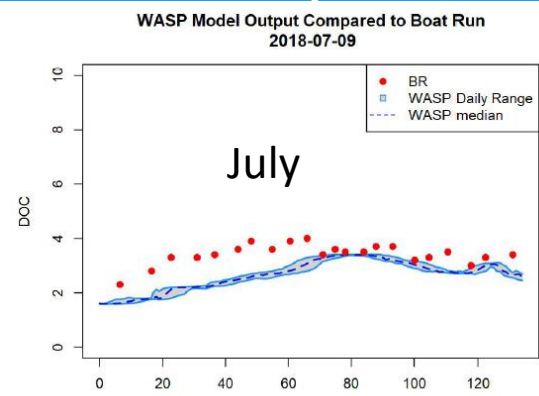 WASP Model Output Compared to Boat Run
2018-07-09
BR
WASP Daily Range
WASP median
July
DOC
10
8
6
4
2
0
0 20 40 60 80 100 120